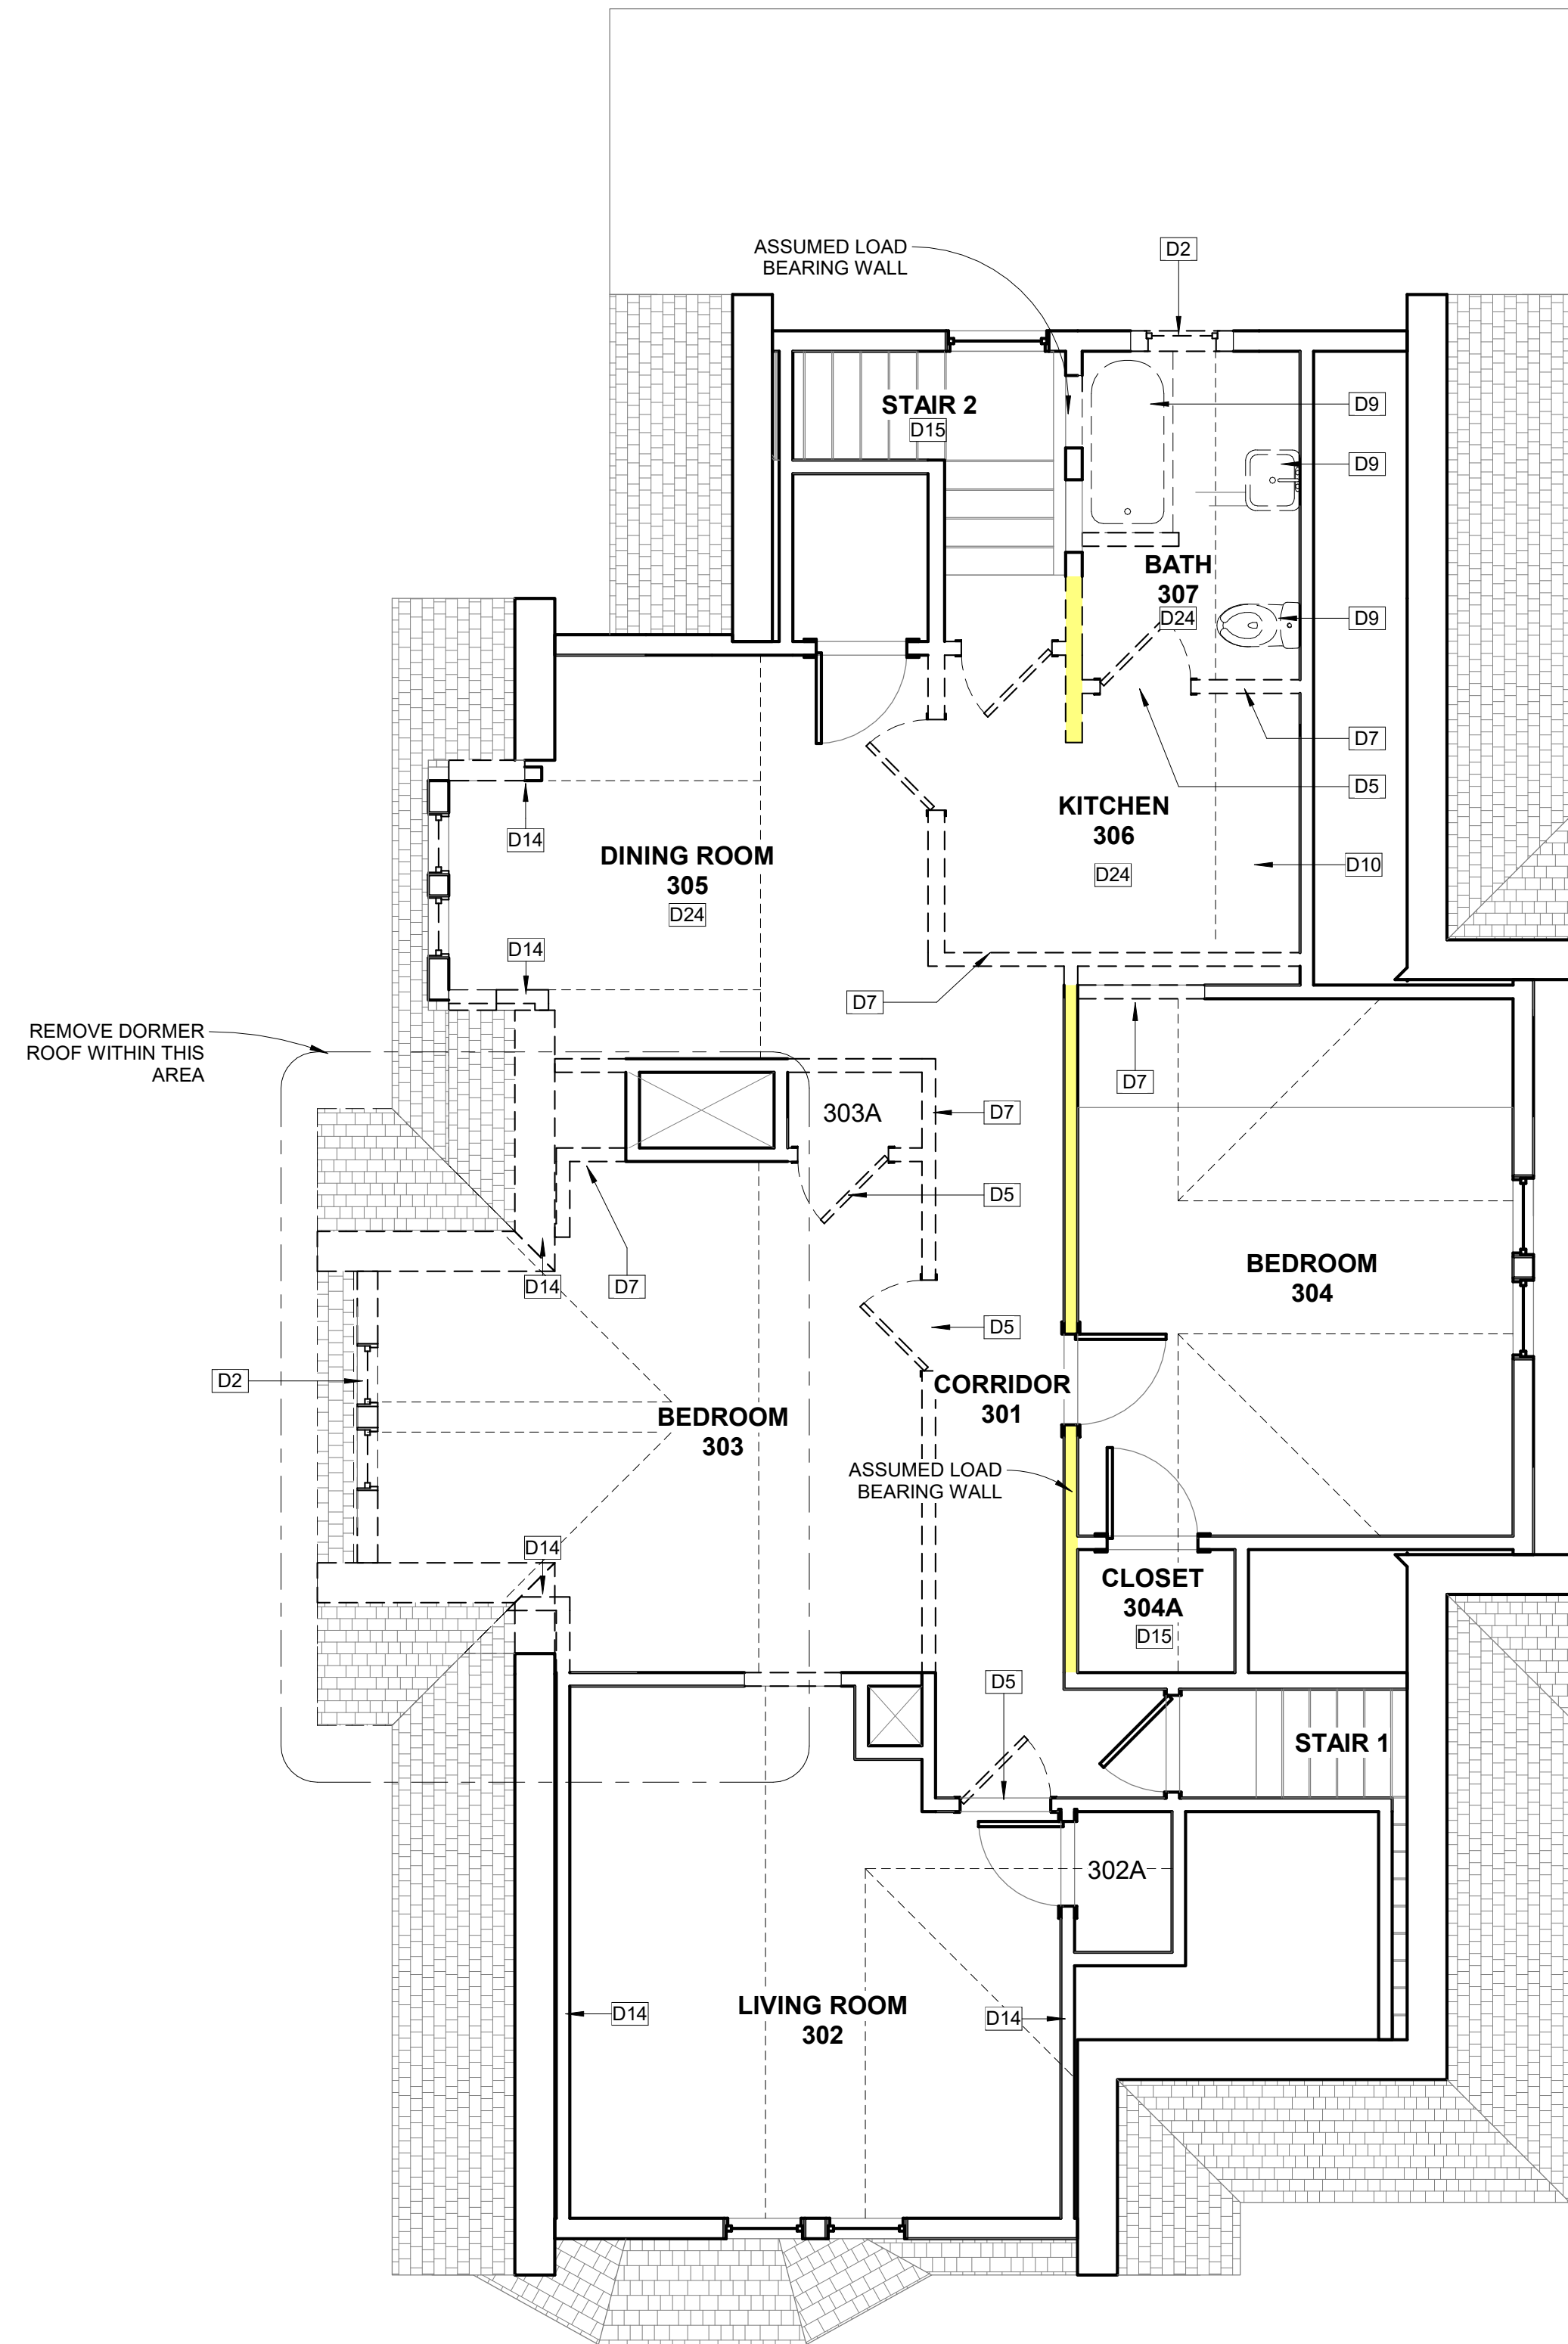 ASSUMED LOAD
BEARING WALL
D2
STAIR 2
D15
D9
D9
BATH
307
D24
D9
D7
D5
KITCHEN
306
D24
D10
D14
DINING ROOM
305
D24
D14
D7
REMOVE DORMER
ROOF WITHIN THIS
AREA
D7
303A
D7
D5
D14
D7
BEDROOM
304
D5
D2
CORRIDOR
301
BEDROOM
303
ASSUMED LOAD
BEARING WALL
D14
CLOSET
304A
D15
D5
STAIR 1
302A
LIVING ROOM
302
D14
D14